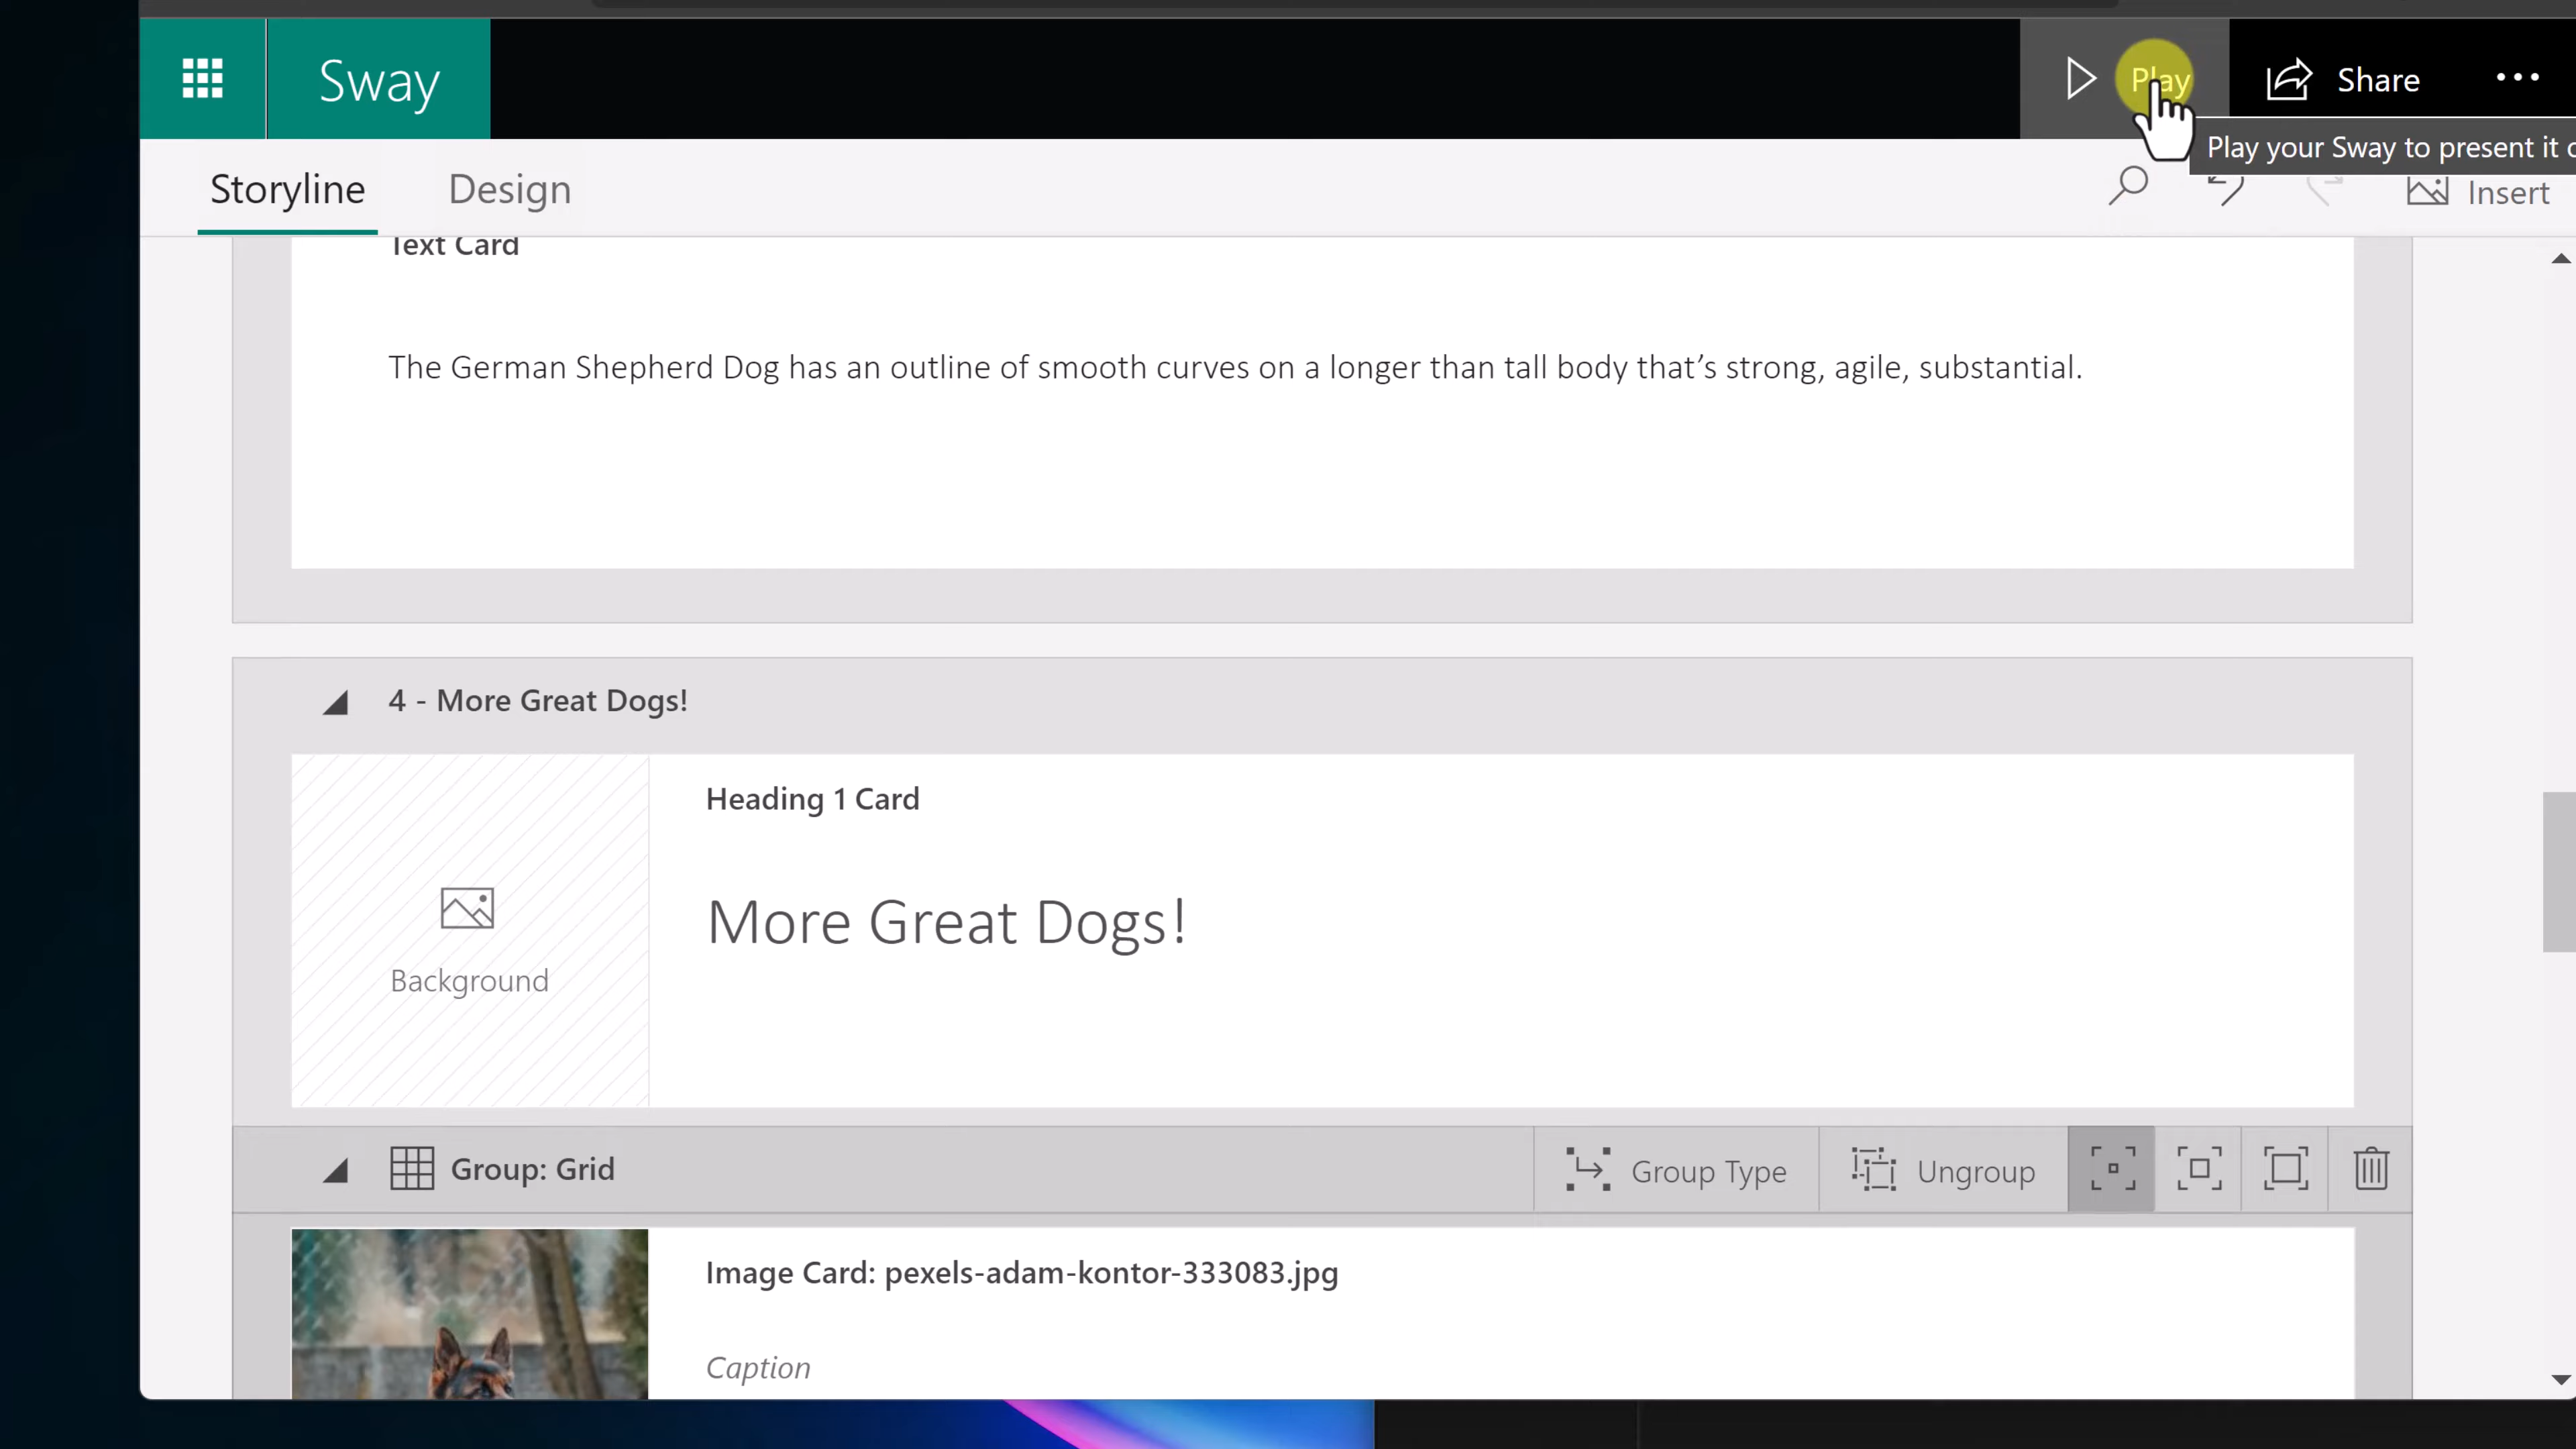 Sway
Play
Share
Play your Sway to present it
Storyline
Design
Insert
Text Card
The German Shepherd Dog has an outline of smooth curves on a longer than tall body that’s strong, agile, substantial.
4 - More Great Dogs!
Heading 1 Card
More Great Dogs!
Background
Group: Grid
Group Type
Ungroup
Image Card: pexels-adam-kontor-333083.jpg
Caption